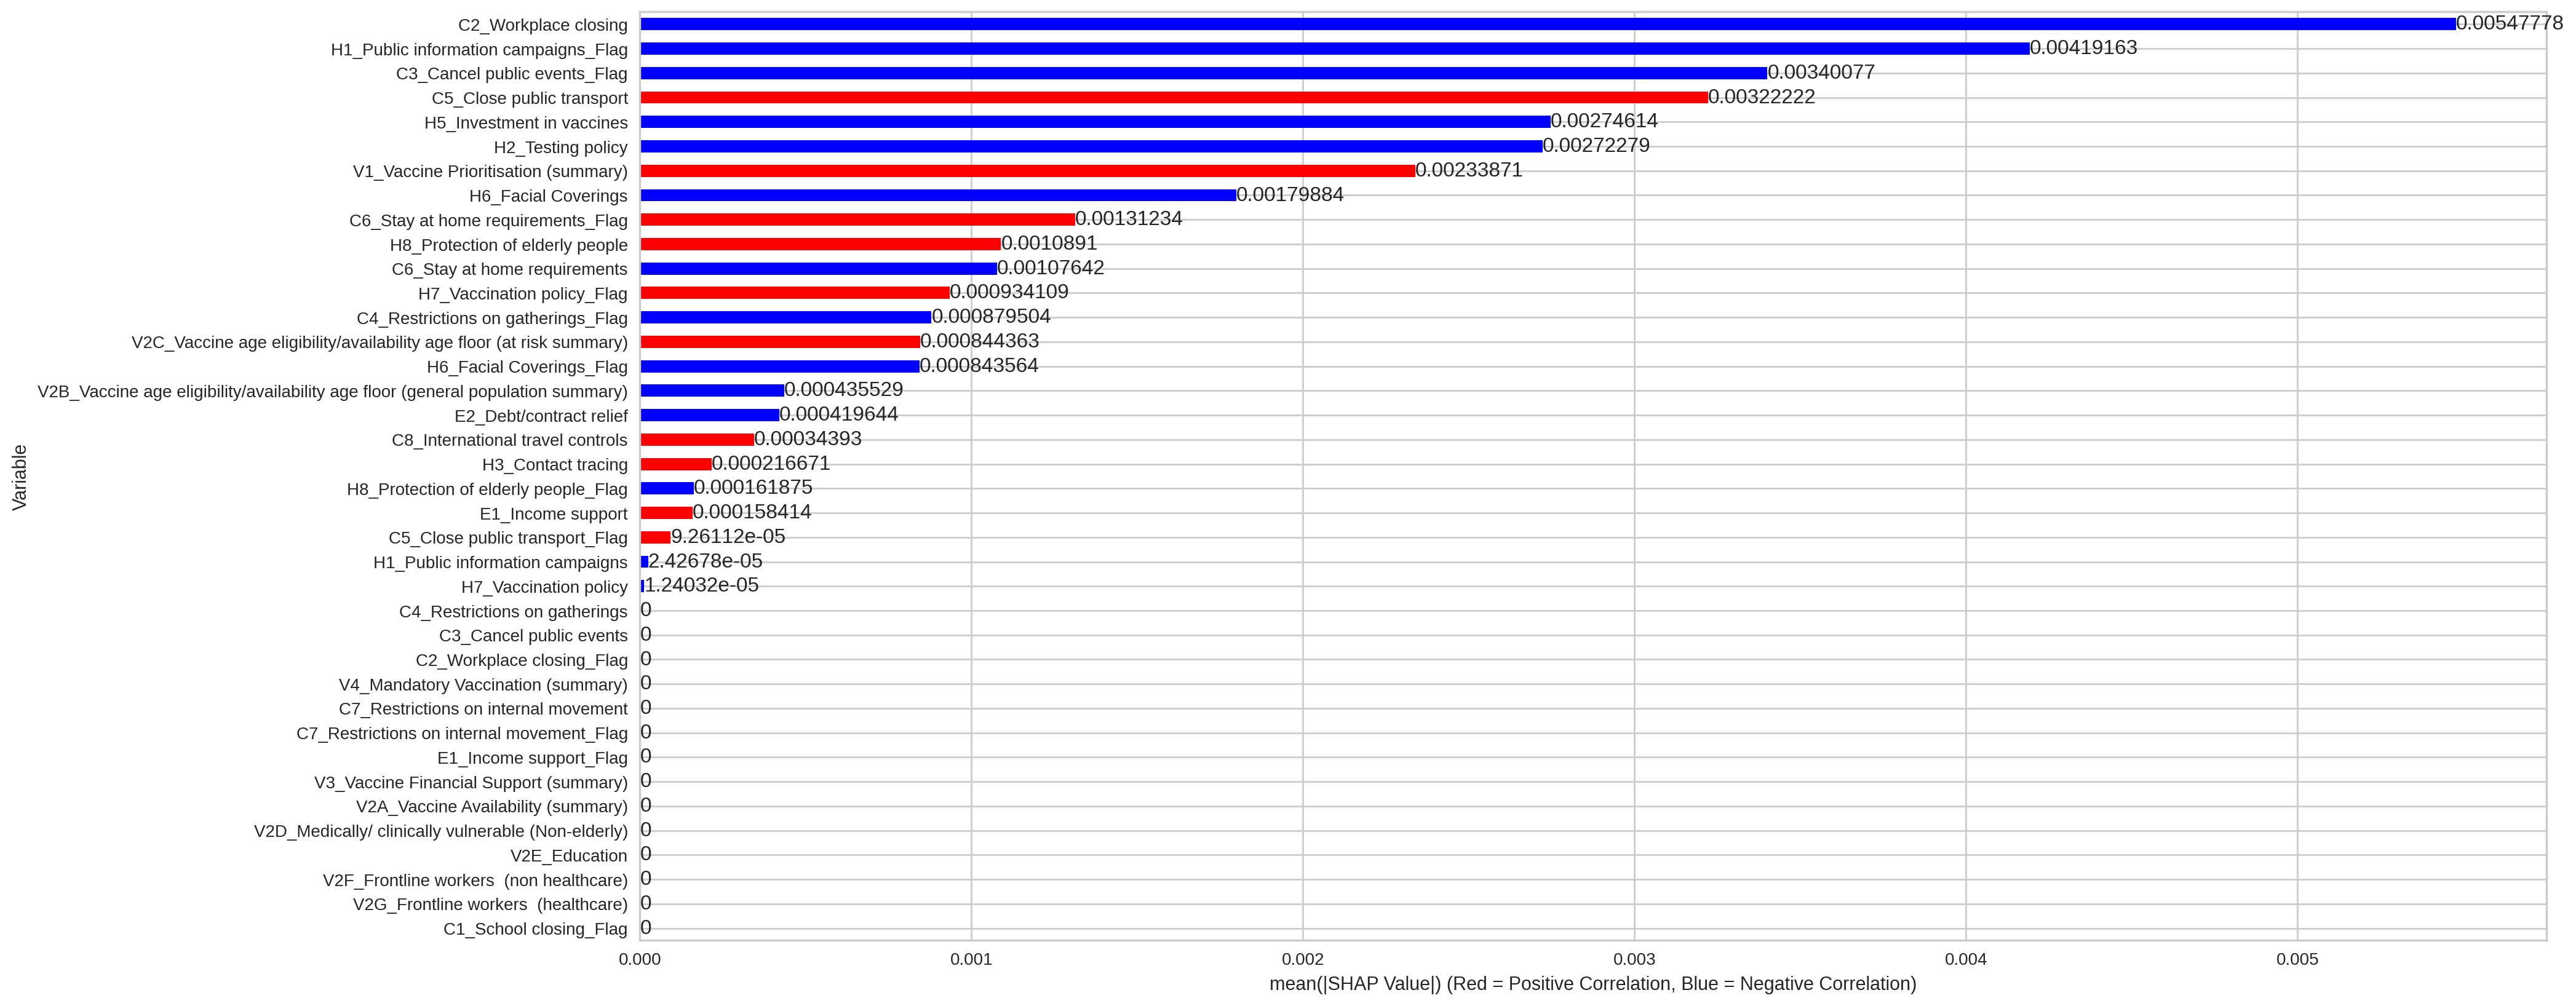 C2_Workplace closing 0.00547778
H1_Public information campaigns_Flag 0.00419163
C3_Cancel public events_Flag 0.00340077
C5_Close public transport 0.00322222
H5_Investment in vaccines 0.00274614
H2_Testing policy 0.00272279
V1_Vaccine Prioritisation (summary) 0.00233871
H6_Facial Coverings 0.00179884
C6_Stay at home requirements_Flag 0.00131234
H8_Protection of elderly people 0.0010891
C6_Stay at home requirements 0.00107642
H7_Vaccination policy_Flag 0.000934109
C4_Restrictions on gatherings_Flag 0.000879504
V2C_Vaccine age eligibility/availability age floor (at risk summary) 0.000844363
H6_Facial Coverings_Flag 0.000843564
V2B_Vaccine age eligibility/availability age floor (general population summary) 0.000435529
E2_Debt/contract relief 0.000419644
C8_International travel controls 0.00034393
H3_Contact tracing 0.000216671
H8_Protection of elderly people_Flag 0.000161875
E1_Income support 0.000158414
C5_Close public transport_Flag 9.26112e-05
H1_Public information campaigns 2.42678e-05
H7_Vaccination policy 1.24032e-05
C4_Restrictions on gatherings 0
C3_Cancel public events 0
C2_Workplace closing_Flag 0
V4_Mandatory Vaccination (summary) 0
C7_Restrictions on internal movement 0
C7_Restrictions on internal movement_Flag 0
E1_Income support_Flag 0
V3_Vaccine Financial Support (summary) 0
V2A_Vaccine Availability (summary) 0
V2D_Medically/ clinically vulnerable (Non-elderly) 0
V2E_Education 0
V2F_Frontline workers  (non healthcare) 0
V2G_Frontline workers  (healthcare) 0
C1_School closing_Flag 0
Variable
0.000 0.001 0.002 0.003 0.004 0.005
mean(|SHAP Value|) (Red = Positive Correlation, Blue = Negative Correlation)